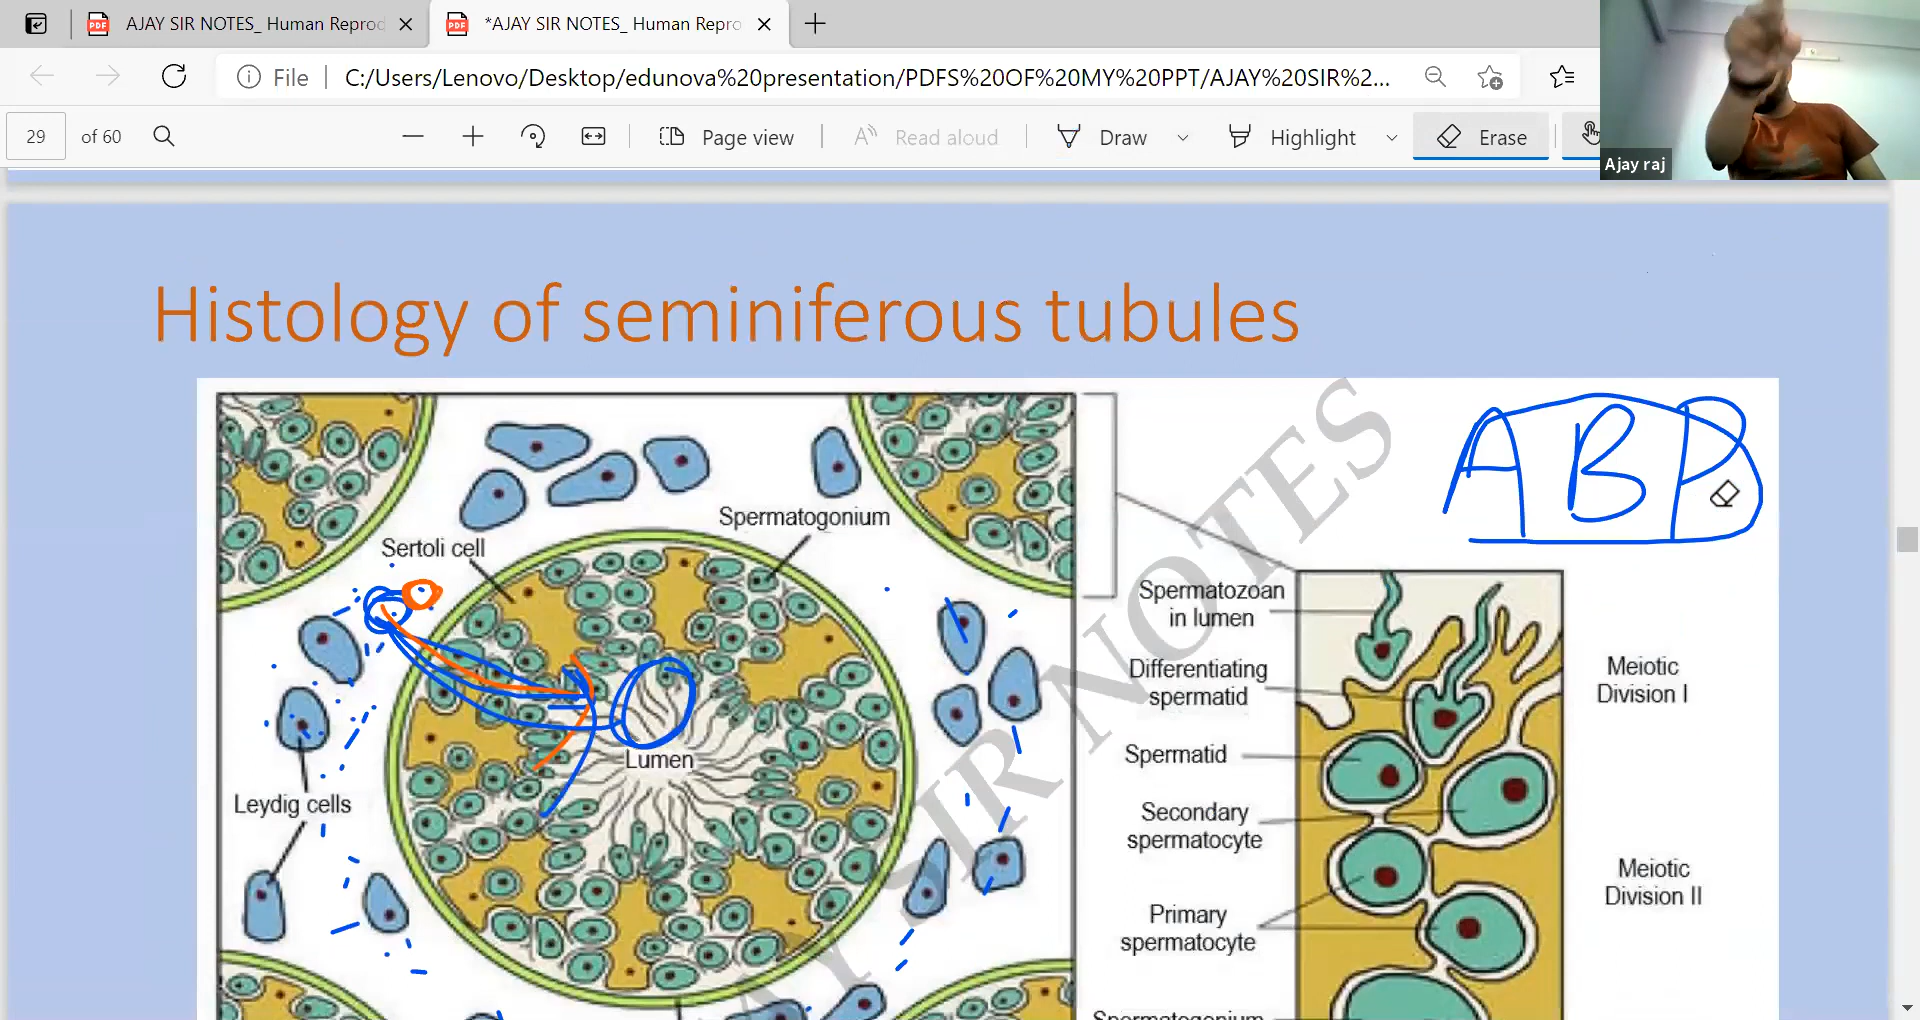 AJAY SIR NOTES_ Human Reprod
*AJAY SIR NOTES_ Human Repro
File
C:/Users/Lenovo/Desktop/edunova%20presentation/PDFS%20OF%20MY%20PPT/AJAY%20SIR%2...
29 of 60
Page view
Read aloud
Draw
Highlight
Erase
Ajay raj
Histology of seminiferous tubules
ABP
Spermatogonium
Sertoli cell
Lumen
Leydig cells
Spermatozoan
in lumen
Differentiating
spermatid
Spermatid
Secondary
spermatocyte
Primary
spermatocyte
Spermatogonium
Meiotic
Division I
Meiotic
Division II
AJAY SIR NOTES